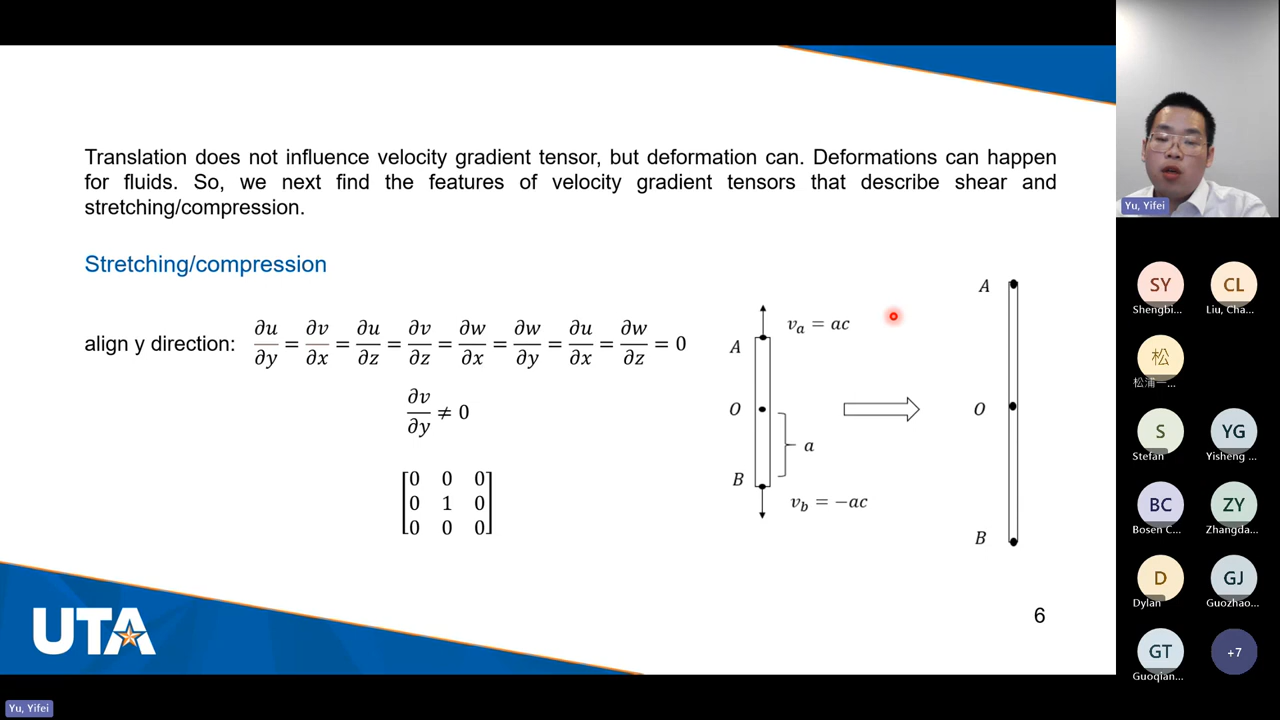 Translation does not influence velocity gradient tensor, but deformation can. Deformations can happen
for fluids. So, we next find the features of velocity gradient tensors that describe shear and
stretching/compression.
Stretching/compression
align y direction: ∂u/∂y = ∂v/∂x = ∂u/∂z = ∂v/∂z = ∂w/∂x = ∂w/∂y = ∂u/∂x = ∂w/∂z = 0
∂v/∂y ≠ 0
[0 0 0
0 1 0
0 0 0]
v_a = ac
A
O
a
B
v_b = −ac
A
O
B
6
UTA
Yu, Yifei
SY
Shengbi...
CL
Liu, Cha...
松
松浦一...
S
Stefan
YG
Yisheng ...
BC
Bosen C...
ZY
Zhangda...
D
Dylan
GJ
Guozhao...
GT
Guoqian...
+7
Yu, Yifei